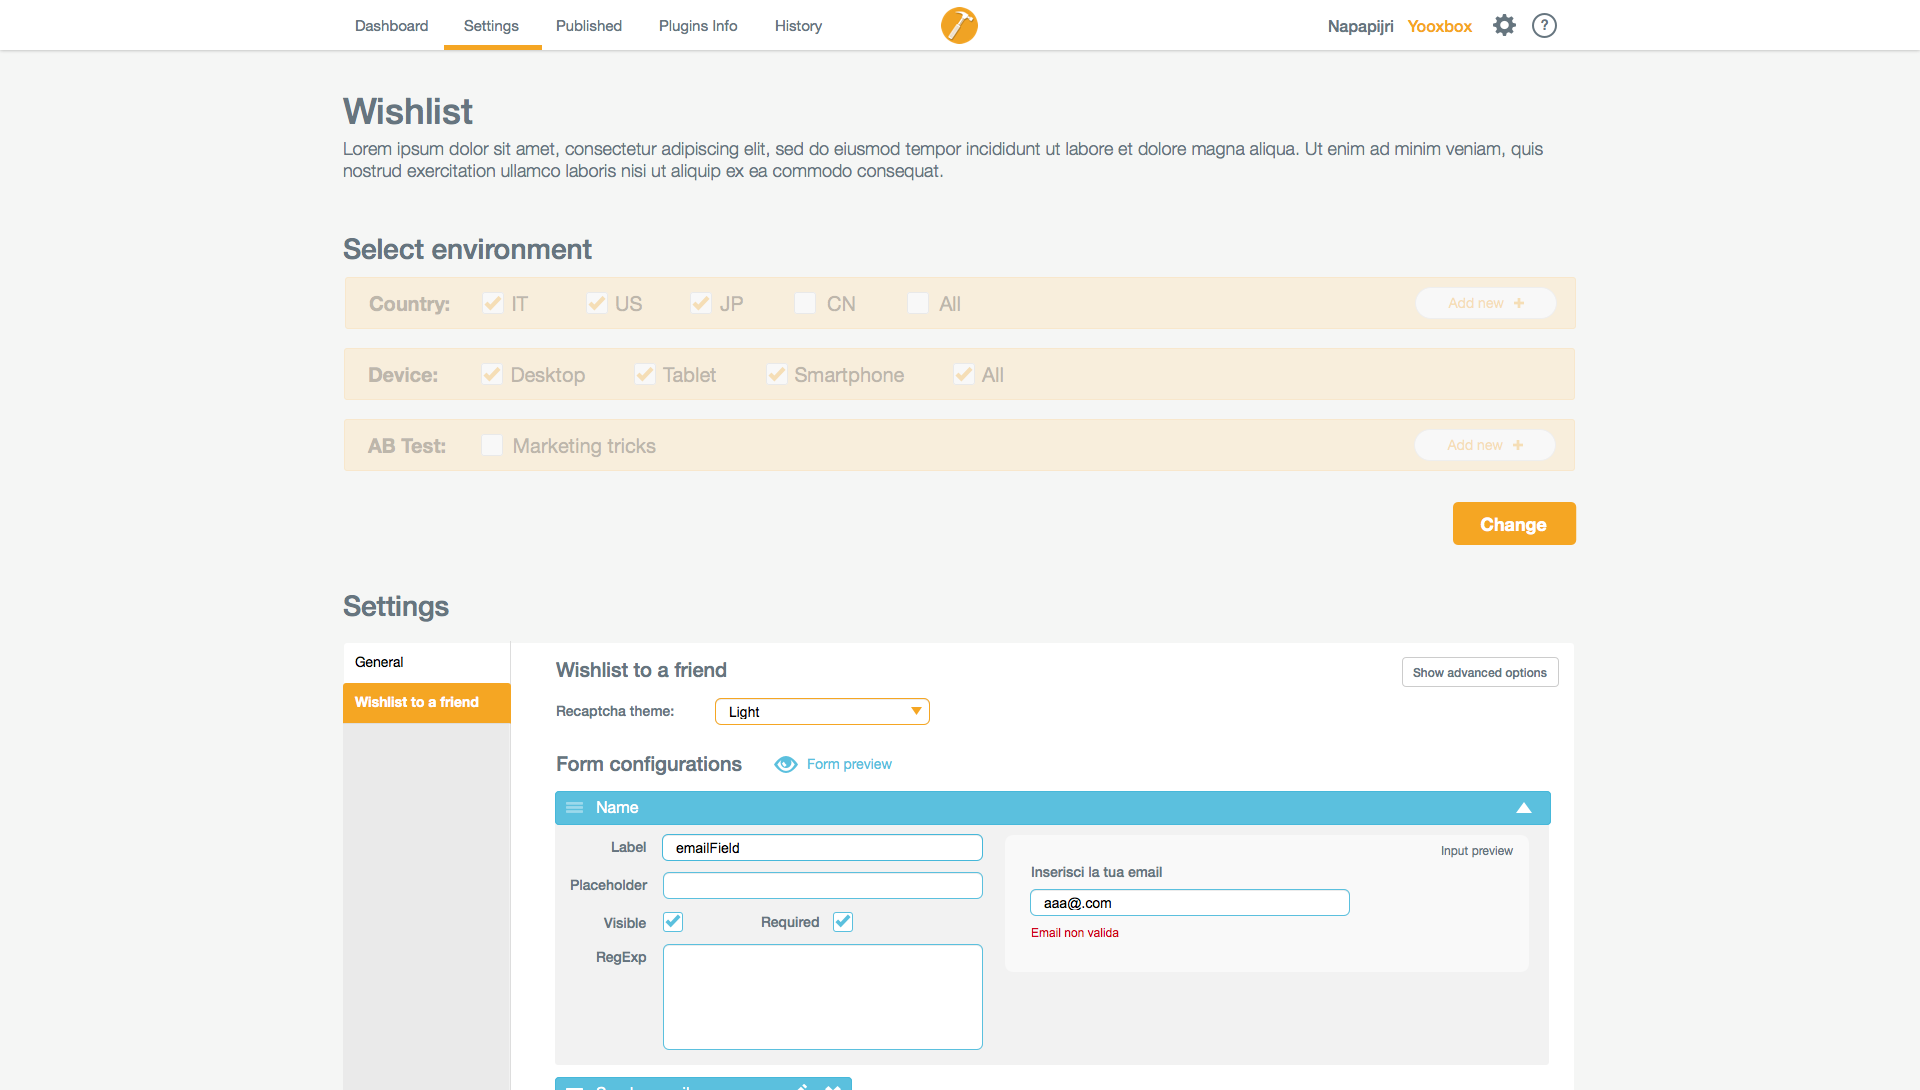 Dashboard Settings Published Plugins Info History Napapijri Yooxbox ?
Wishlist
Lorem ipsum dolor sit amet, consectetur adipiscing elit, sed do eiusmod tempor incididunt ut labore et dolore magna aliqua. Ut enim ad minim veniam, quis
nostrud exercitation ullamco laboris nisi ut aliquip ex ea commodo consequat.
Select environment
Country: IT US JP CN All Add new +
Device: Desktop Tablet Smartphone All
AB Test: Marketing tricks Add new +
Change
Settings
General
Wishlist to a friend
Wishlist to a friend
Show advanced options
Recaptcha theme: Light
Form configurations Form preview
Name
Label emailField
Placeholder
Visible Required
RegExp
Input preview
Inserisci la tua email
aaa@.com
Email non valida